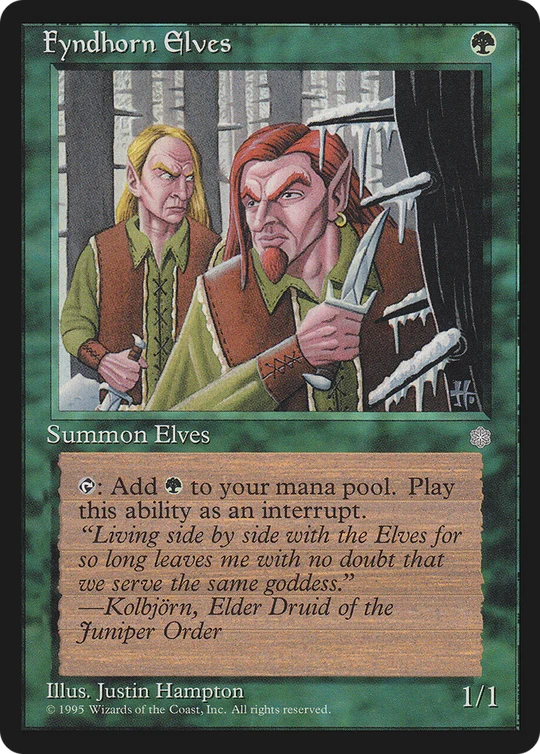 Fyndhorn Elves
Summon Elves
: Add to your mana pool. Play
this ability as an interrupt.
“Living side by side with the Elves for
so long leaves me with no doubt that
we serve the same goddess.”
—Kolbjörn, Elder Druid of the
Juniper Order
Illus. Justin Hampton
1/1
© 1995 Wizards of the Coast, Inc. All rights reserved.